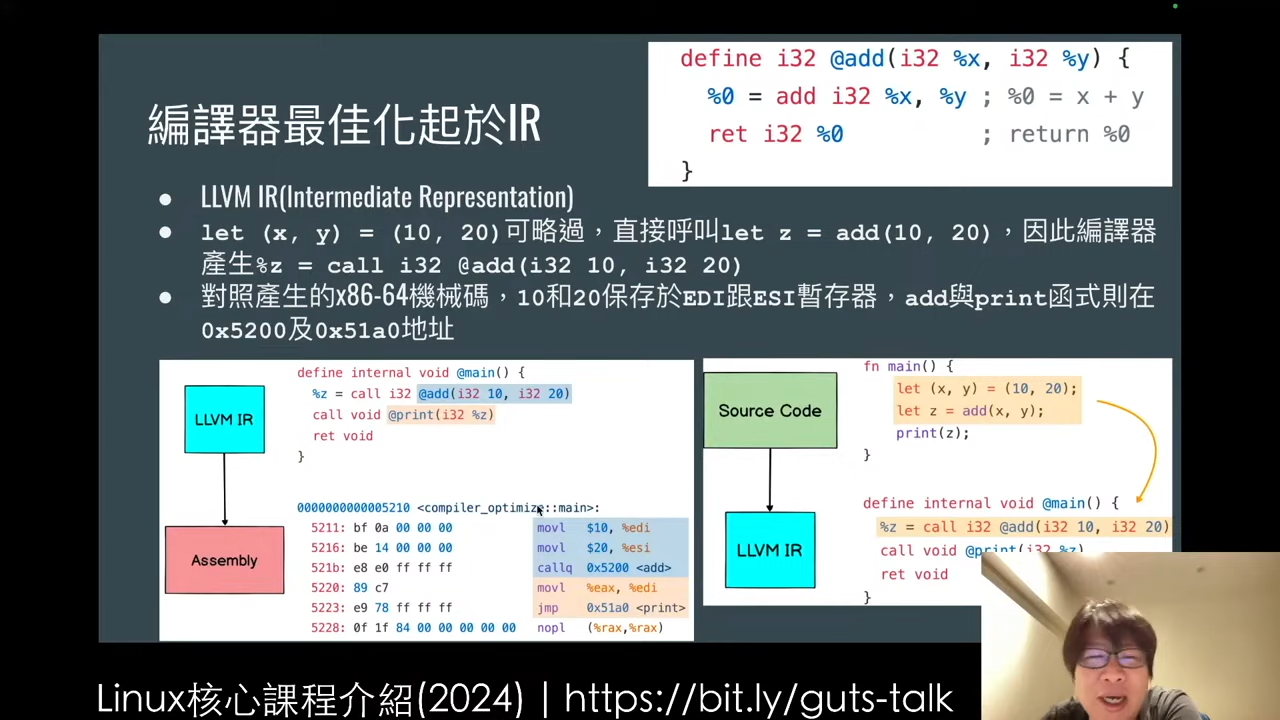 編譯器最佳化起於IR
define i32 @add(i32 %x, i32 %y) {
%0 = add i32 %x, %y ; %0 = x + y
ret i32 %0 ; return %0
}
● LLVM IR(Intermediate Representation)
● let (x, y) = (10, 20)可略過，直接呼叫let z = add(10, 20)，因此編譯器
產生%z = call i32 @add(i32 10, i32 20)
● 對照產生的x86-64機械碼，10和20保存於EDI跟ESI暫存器，add與print函式則在
0x5200及0x51a0地址
LLVM IR
define internal void @main() {
%z = call i32 @add(i32 10, i32 20)
call void @print(i32 %z)
ret void
}
Assembly
0000000000005210 <compiler_optimize::main>:
5211: bf 0a 00 00 00 movl $10, %edi
5216: be 14 00 00 00 movl $20, %esi
521b: e8 e0 ff ff ff callq 0x5200 <add>
5220: 89 c7 movl %eax, %edi
5223: e9 78 ff ff ff jmp 0x51a0 <print>
5228: 0f 1f 84 00 00 00 00 00 nopl (%rax,%rax)
Source Code
fn main() {
let (x, y) = (10, 20);
let z = add(x, y);
print(z);
}
LLVM IR
define internal void @main() {
%z = call i32 @add(i32 10, i32 20)
call void @print(i32 %z)
ret void
}
Linux核心課程介紹(2024) | https://bit.ly/guts-talk